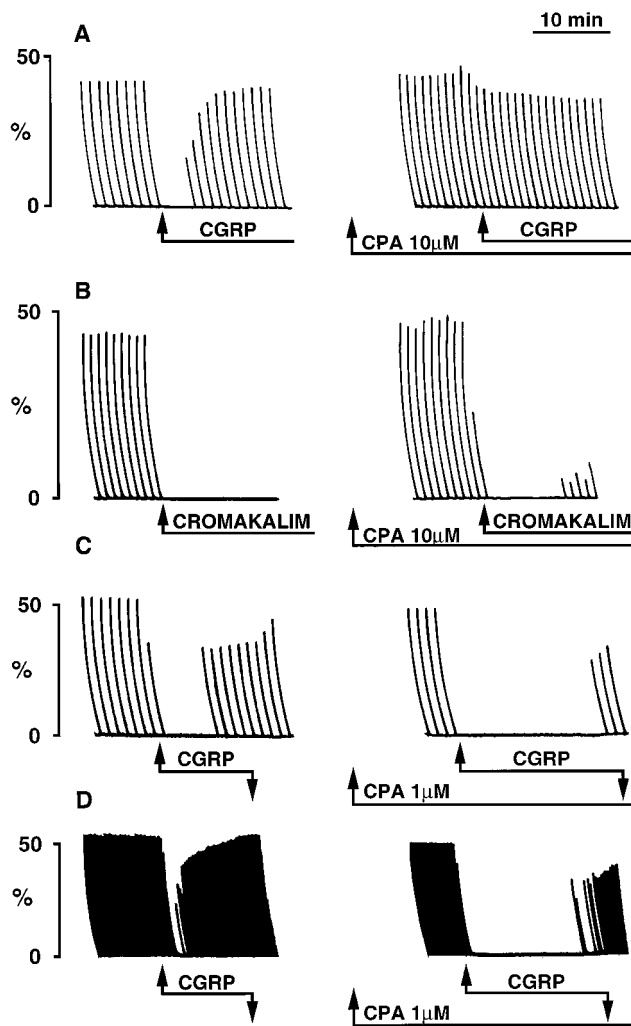 A
10 min
50
%
0
CGRP
CPA 10µM
CGRP
B
50
%
0
CROMAKALIM
CPA 10µM
CROMAKALIM
C
50
%
0
CGRP
CPA 1µM
CGRP
D
50
%
0
CGRP
CPA 1µM
CGRP